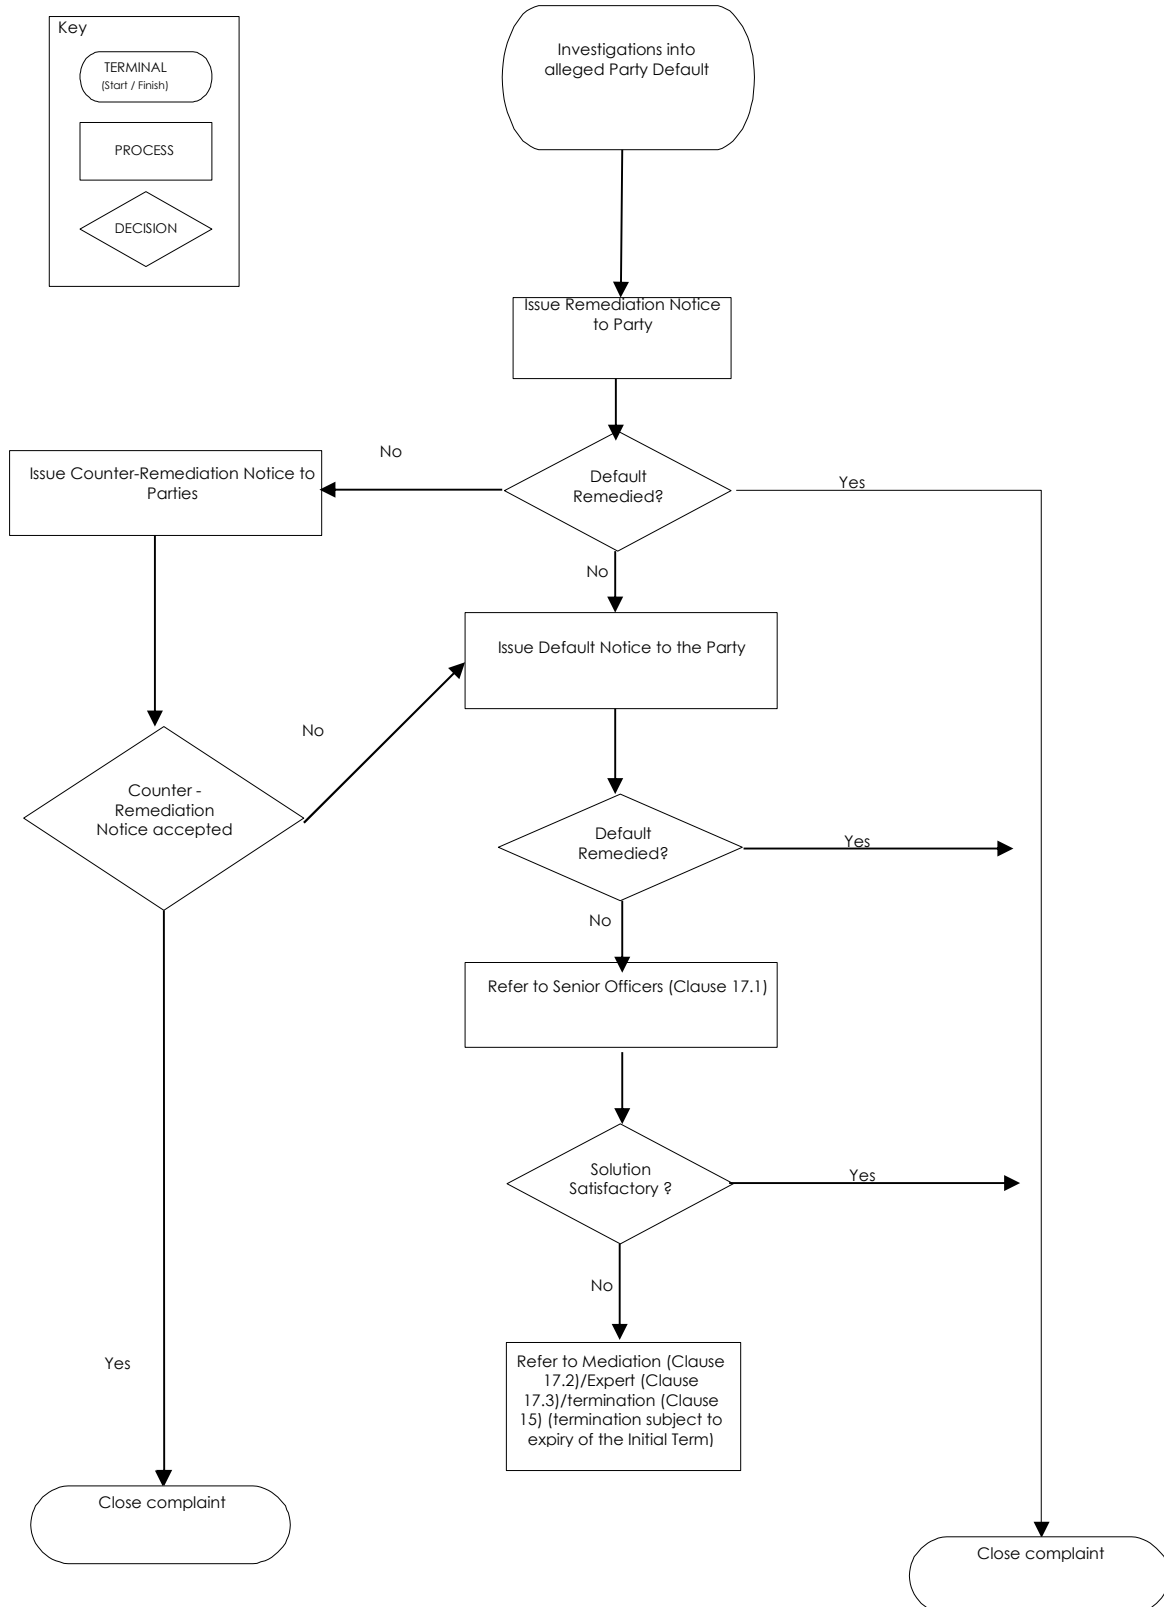 Key
TERMINAL
(Start / Finish)
PROCESS
DECISION
Investigations into
alleged Party Default
Issue Remediation Notice
to Party
No
Default
Remedied?
Yes
Issue Counter-Remediation Notice to
Parties
No
Issue Default Notice to the Party
No
Counter -
Remediation
Notice accepted
Default
Remedied?
Yes
No
Refer to Senior Officers (Clause 17.1)
Solution
Satisfactory ?
Yes
No
Refer to Mediation (Clause
17.2)/Expert (Clause
17.3)/termination (Clause
15) (termination subject to
expiry of the Initial Term)
Yes
Close complaint
Close complaint